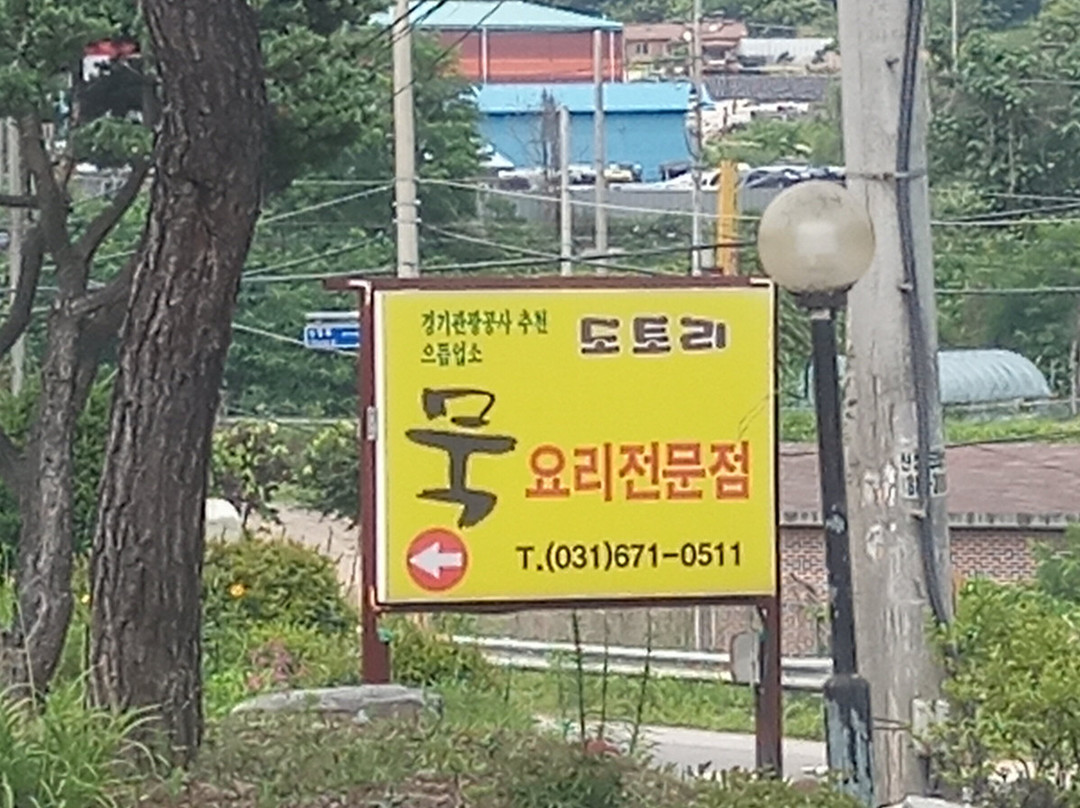 경기관광공사 추천
으뜸업소
도토리
묵
요리전문점
T.(031)671-0511